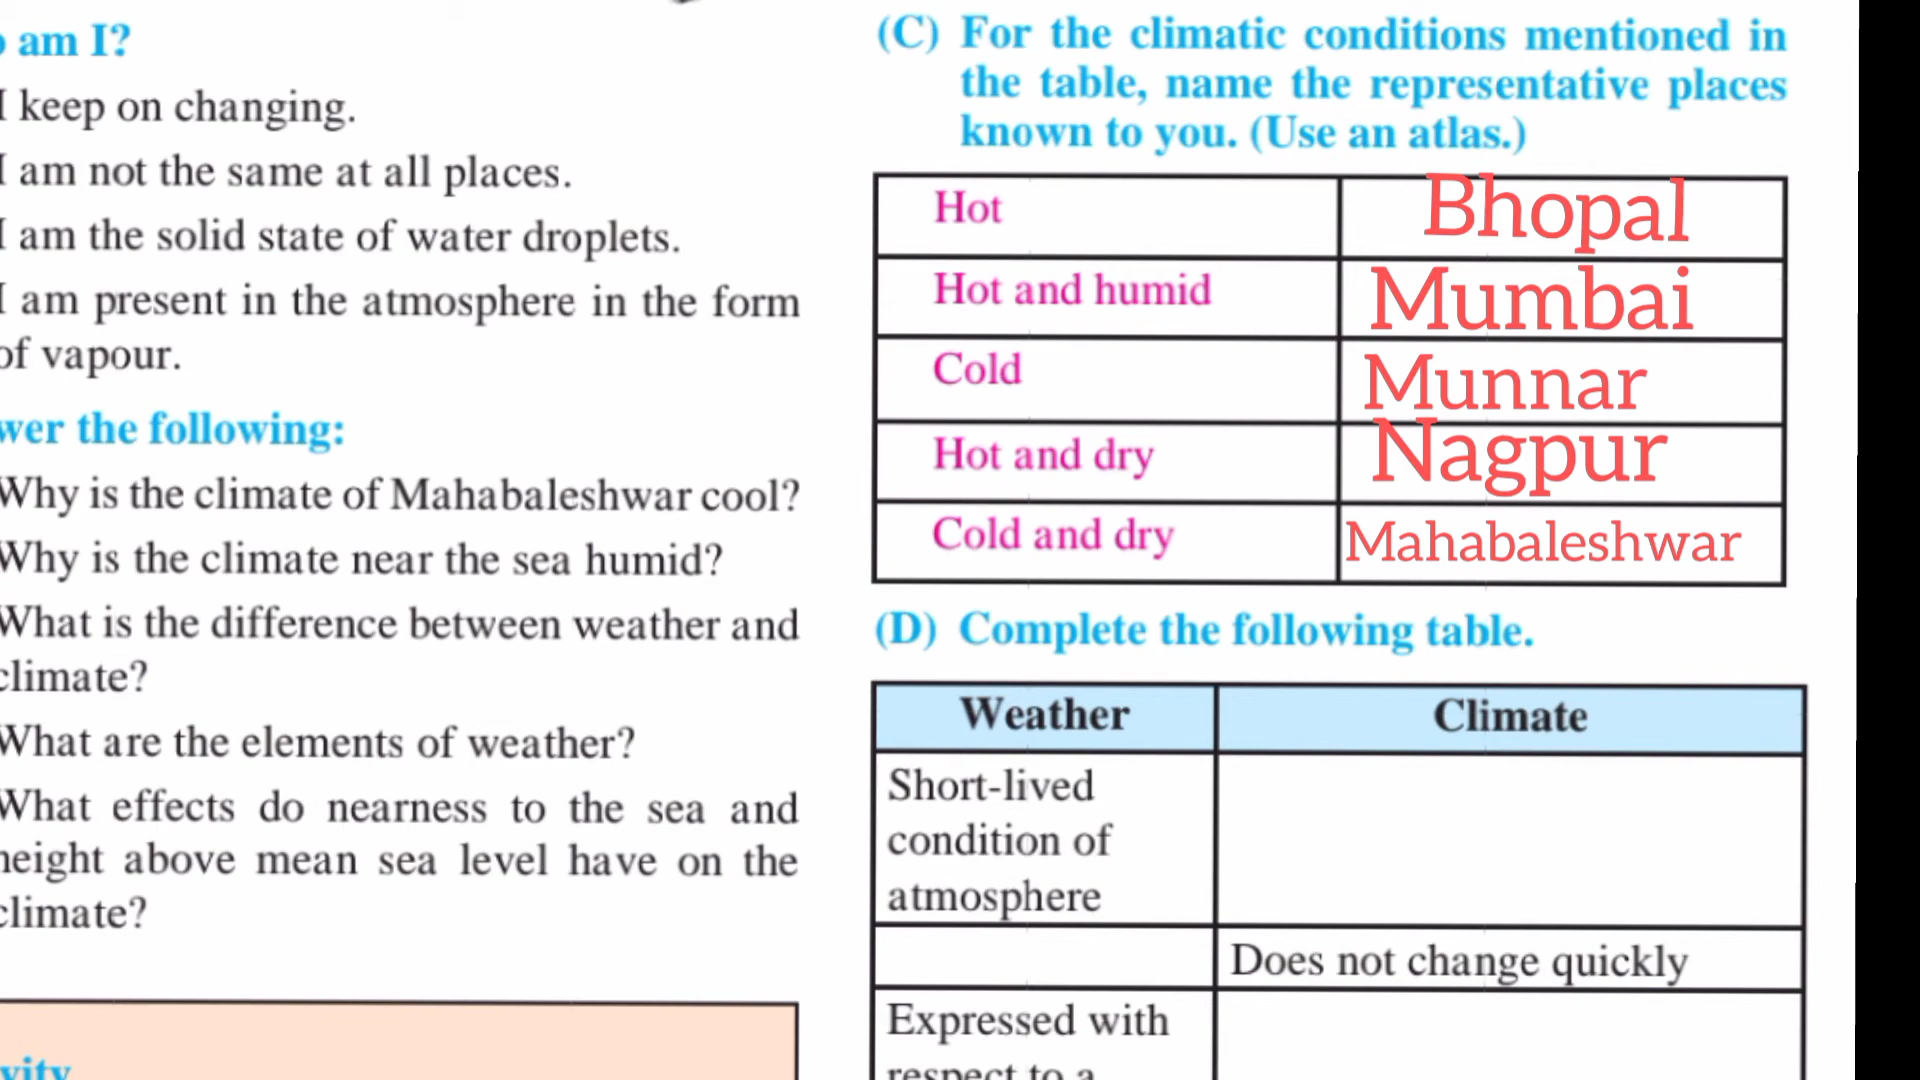 am I?
I keep on changing.
I am not the same at all places.
I am the solid state of water droplets.
I am present in the atmosphere in the form
of vapour.
wer the following:
Why is the climate of Mahabaleshwar cool?
Why is the climate near the sea humid?
What is the difference between weather and
climate?
What are the elements of weather?
What effects do nearness to the sea and
height above mean sea level have on the
climate?
vity
(C) For the climatic conditions mentioned in
the table, name the representative places
known to you. (Use an atlas.)
Hot Bhopal
Hot and humid Mumbai
Cold Munnar
Hot and dry Nagpur
Cold and dry Mahabaleshwar
(D) Complete the following table.
Weather Climate
Short-lived
condition of
atmosphere
Does not change quickly
Expressed with
respect to a